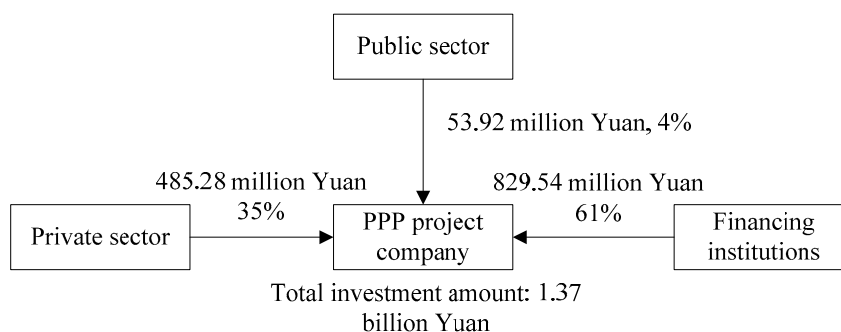 Public sector
53.92 million Yuan, 4%
485.28 million Yuan
35%
829.54 million Yuan
61%
Private sector
PPP project
company
Financing
institutions
Total investment amount: 1.37
billion Yuan